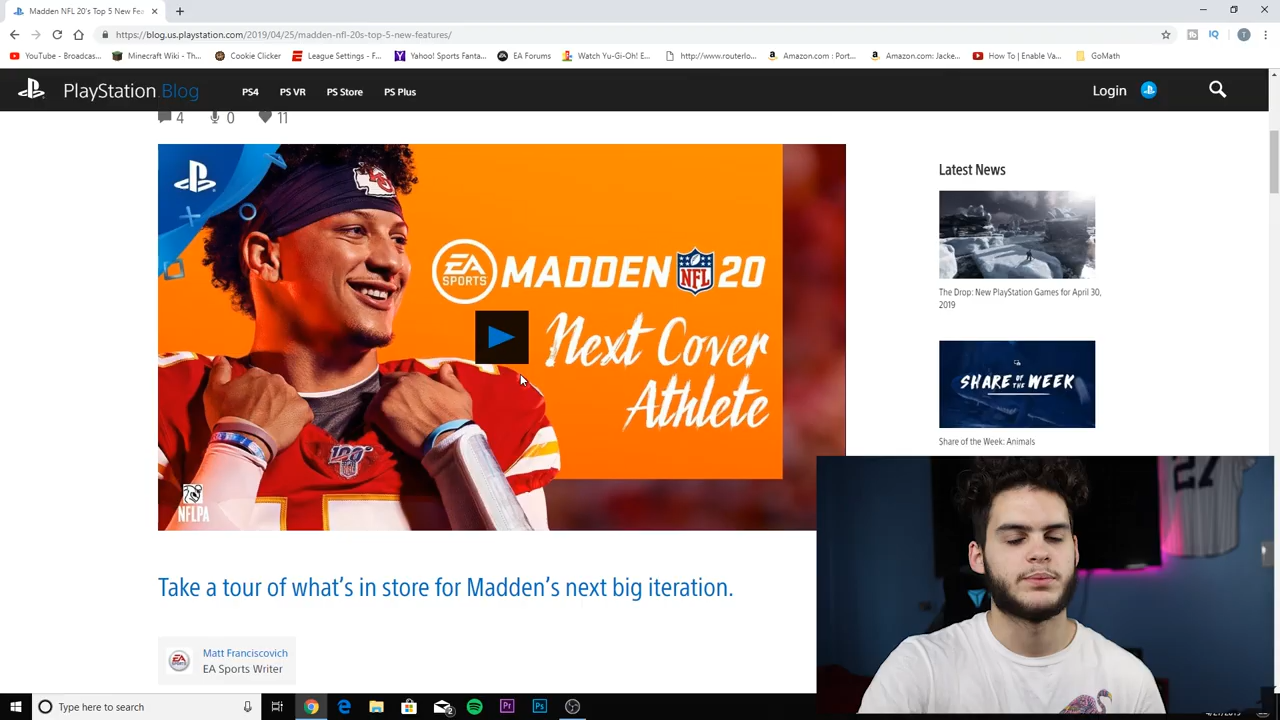 Madden NFL 20's Top 5 New Fea
https://blog.us.playstation.com/2019/04/25/madden-nfl-20s-top-5-new-features/
YouTube - Broadcas... Minecraft Wiki - Th... Cookie Clicker League Settings - F... Yahoo! Sports Fanta... EA Forums Watch Yu-Gi-Oh! E... http://www.routerlo... Amazon.com : Port... Amazon.com: Jacke... How To | Enable Va... GoMath
PlayStation.Blog PS4 PS VR PS Store PS Plus Login
4 0 11
Latest News
EA SPORTS MADDEN NFL 20
Next Cover
Athlete
100
NFLPA
The Drop: New PlayStation Games for April 30,
2019
SHARE OF THE WEEK
Share of the Week: Animals
27
Take a tour of what's in store for Madden's next big iteration.
Matt Franciscovich
EA Sports Writer
Type here to search